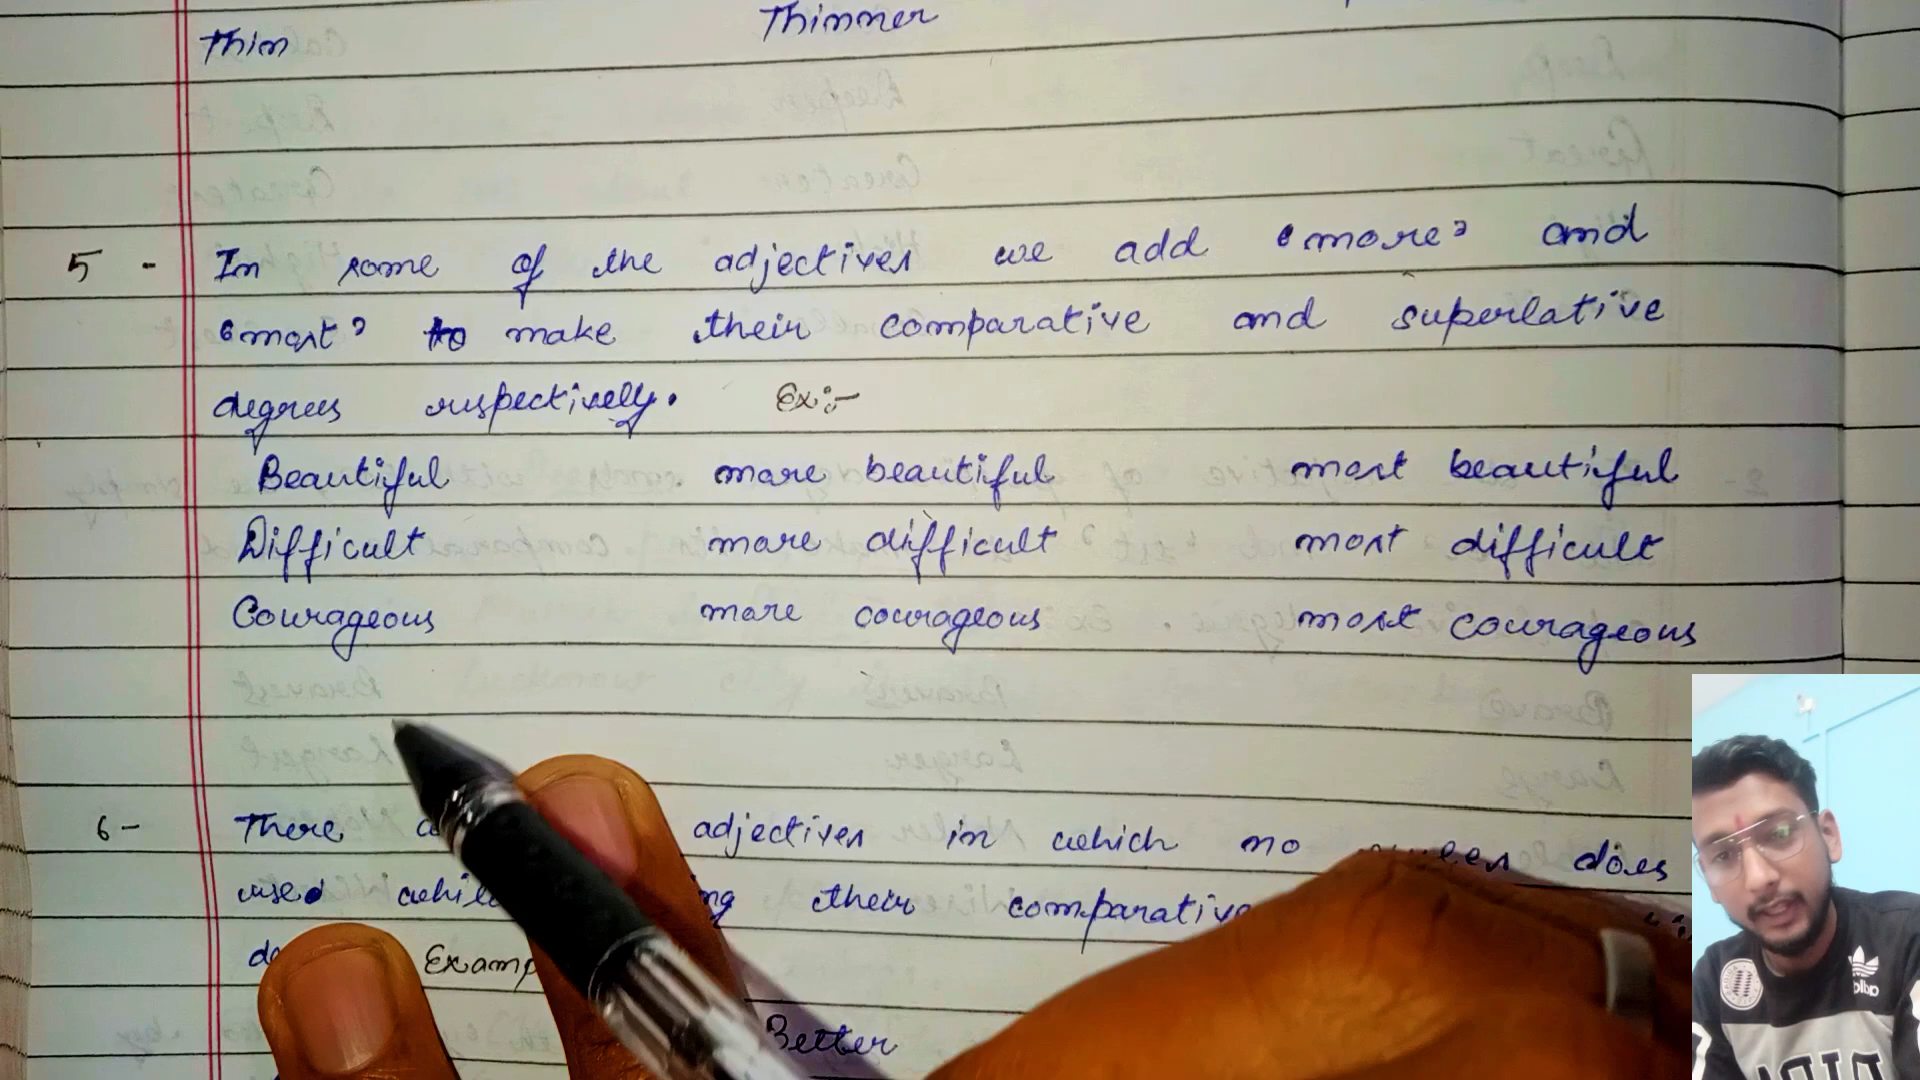 Thin Thinner
5 - In some of the adjectives we add 'more' and
'most' to make their comparative and superlative
degrees respectively. Ex:-
Beautiful more beautiful most beautiful
Difficult more difficult most difficult
Courageous more courageous most courageous
6 - There adjectives in which no does
used their comparative
Better